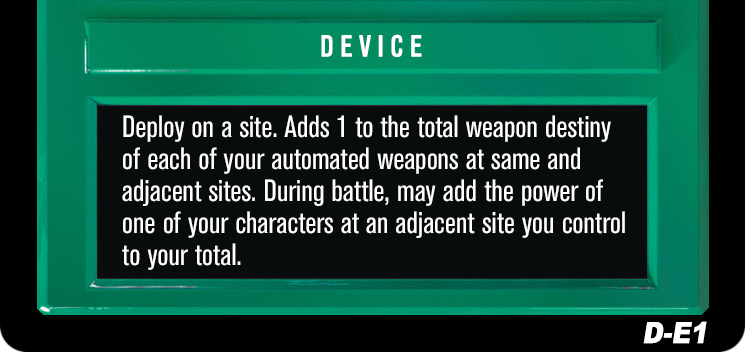 DEVICE
Deploy on a site. Adds 1 to the total weapon destiny
of each of your automated weapons at same and
adjacent sites. During battle, may add the power of
one of your characters at an adjacent site you control
to your total.
D-E1